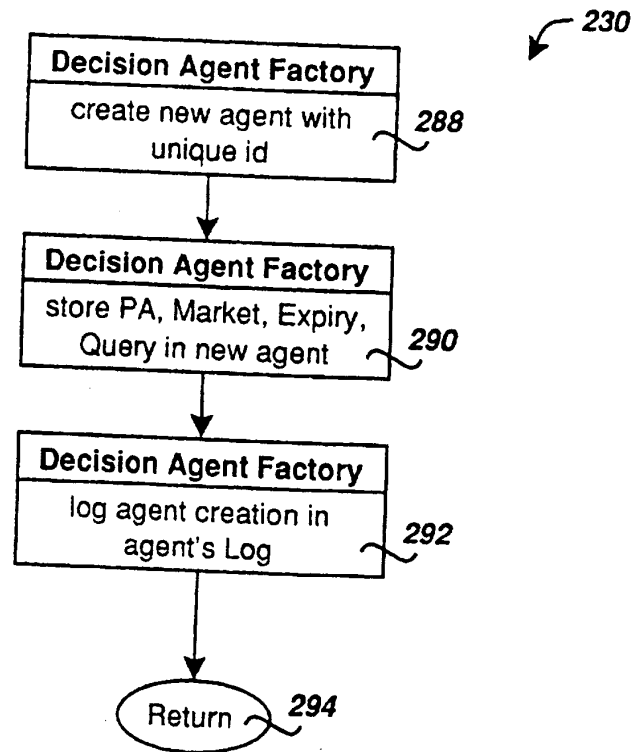 230
Decision Agent Factory
create new agent with
unique id
288
Decision Agent Factory
store PA, Market, Expiry,
Query in new agent
290
Decision Agent Factory
log agent creation in
agent's Log
292
Return
294